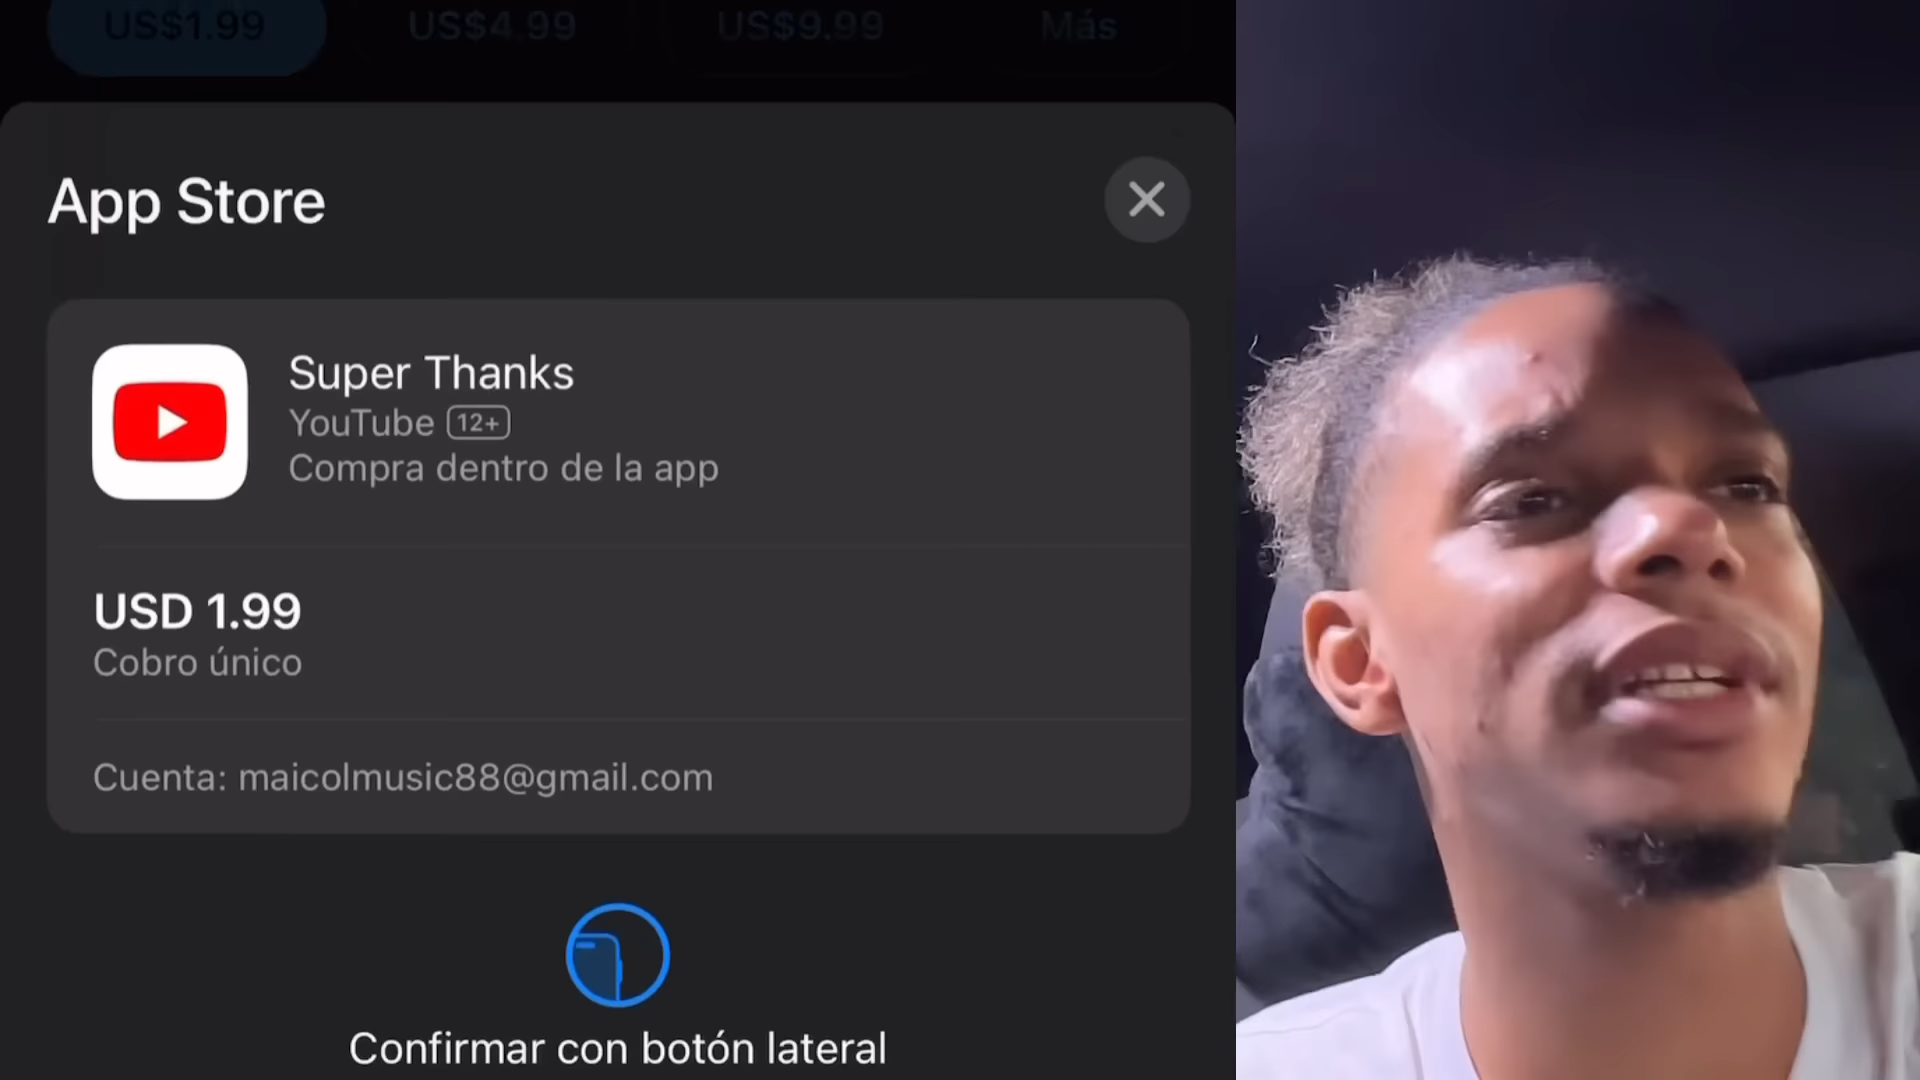 US$1.99 US$4.99 US$9.99 Más
App Store
Super Thanks
YouTube 12+
Compra dentro de la app
USD 1.99
Cobro único
Cuenta: maicolmusic88@gmail.com
Confirmar con botón lateral